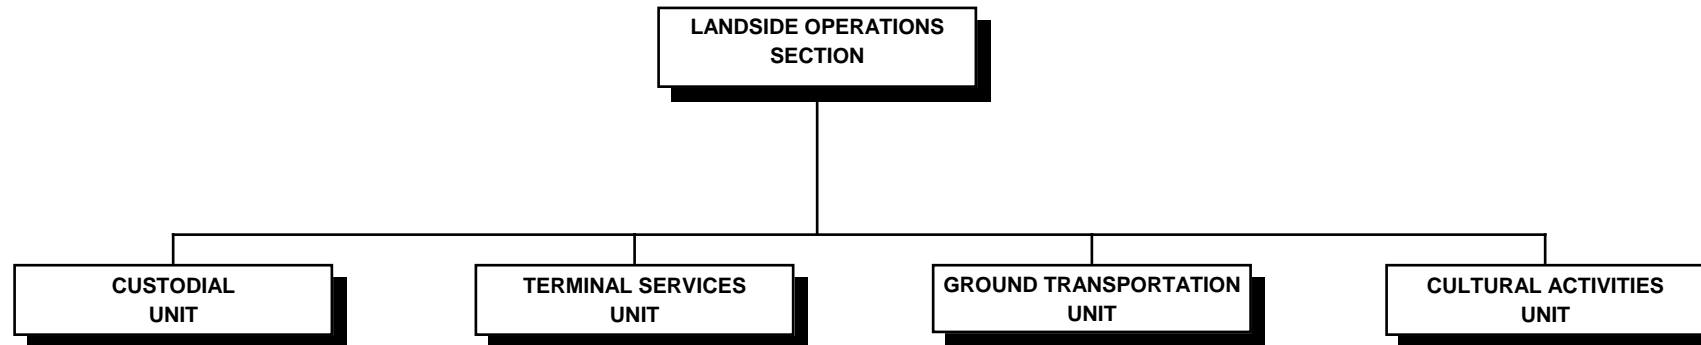 LANDSIDE OPERATIONS
SECTION
CUSTODIAL
UNIT
TERMINAL SERVICES
UNIT
GROUND TRANSPORTATION
UNIT
CULTURAL ACTIVITIES
UNIT